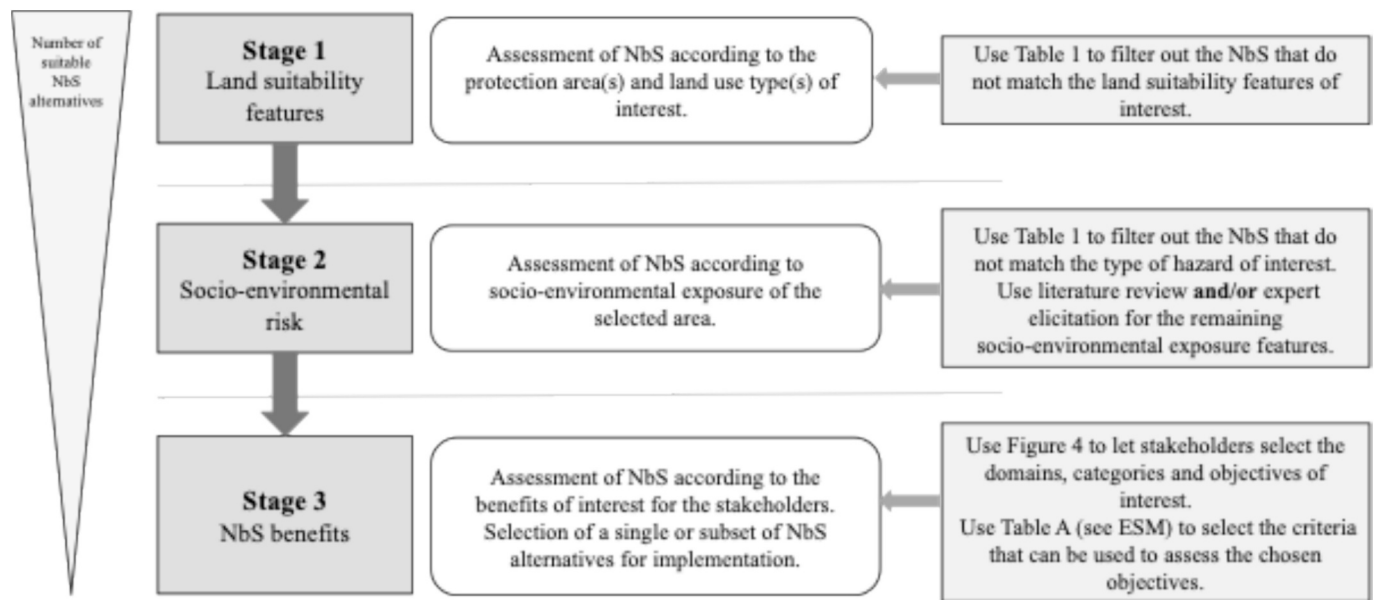 Number of
suitable
NbS
alternatives
Stage 1
Land suitability
features
Assessment of NbS according to the
protection area(s) and land use type(s) of
interest.
Use Table 1 to filter out the NbS that do
not match the land suitability features of
interest.
Stage 2
Socio-environmental
risk
Assessment of NbS according to
socio-environmental exposure of the
selected area.
Use Table 1 to filter out the NbS that do
not match the type of hazard of interest.
Use literature review and/or expert
elicitation for the remaining
socio-environmental exposure features.
Stage 3
NbS benefits
Assessment of NbS according to the
benefits of interest for the stakeholders.
Selection of a single or subset of NbS
alternatives for implementation.
Use Figure 4 to let stakeholders select the
domains, categories and objectives of
interest.
Use Table A (see ESM) to select the criteria
that can be used to assess the chosen
objectives.